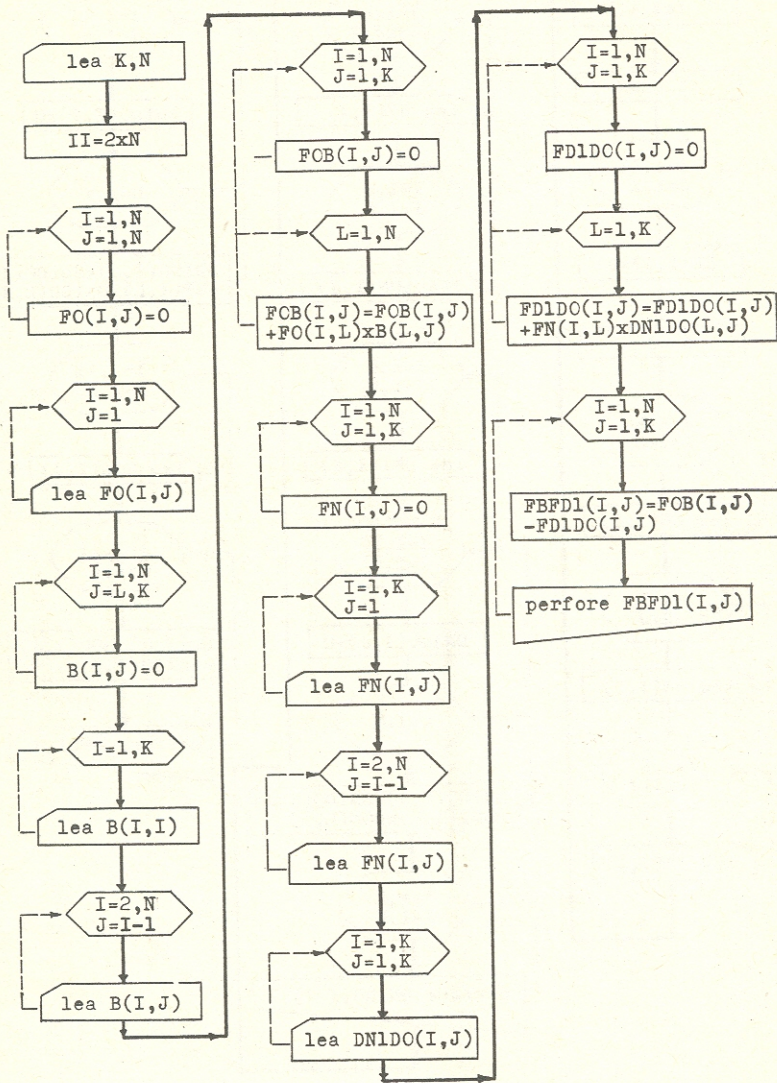 lea K,N
II=2xN
I=1,N
J=1,N
FO(I,J)=0
I=1,N
J=1
lea FO(I,J)
I=1,N
J=L,K
B(I,J)=0
I=1,K
lea B(I,I)
I=2,N
J=I-1
lea B(I,J)
I=1,N
J=1,K
FOB(I,J)=0
L=1,N
FOB(I,J)=FOB(I,J)
+FO(I,L)xB(L,J)
I=1,N
J=1,K
FN(I,J)=0
I=1,K
J=1
lea FN(I,J)
I=2,N
J=I-1
lea FN(I,J)
I=1,K
J=1,K
lea DN1DO(I,J)
I=1,N
J=1,K
FD1DO(I,J)=0
L=1,K
FD1DO(I,J)=FD1DO(I,J)
+FN(I,L)xDN1DO(L,J)
I=1,N
J=1,K
FBFD1(I,J)=FOB(I,J)
-FD1DO(I,J)
perfore FBFD1(I,J)